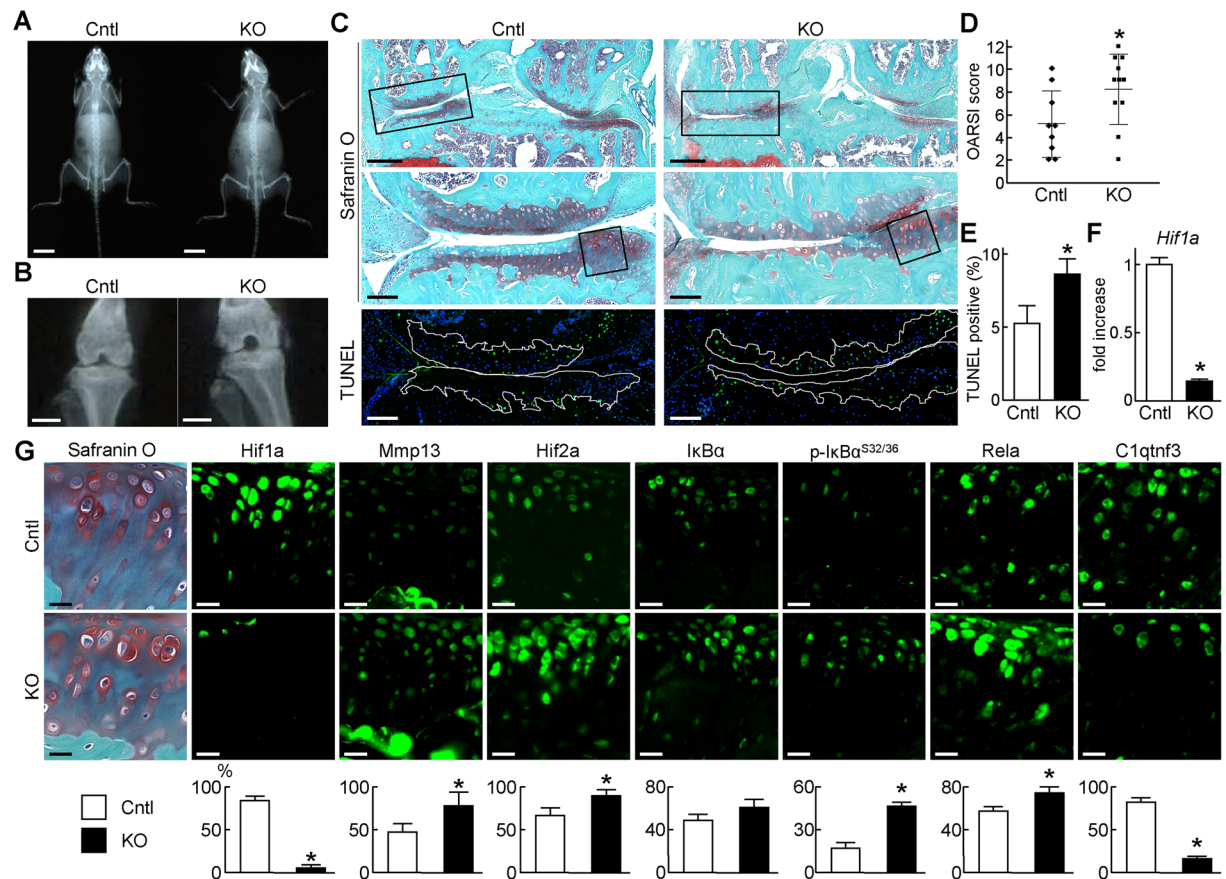 A
Cntl KO
B
Cntl KO
C
Cntl KO
Safranin O
TUNEL
D
*
OARSI score
12
10
8
6
4
2
0
Cntl KO
E
*
TUNEL positive (%)
10
5
0
Cntl KO
F
Hif1a
fold increase
1
0.5
0
*
Cntl KO
G
Safranin O Hif1a Mmp13 Hif2a IκBα p-IκBαS32/36 Rela C1qtnf3
Cntl
KO
Cntl
KO
%
100
50
0
*
100
50
0
*
100
50
0
*
80
40
0
60
30
0
*
80
40
0
*
100
50
0
*